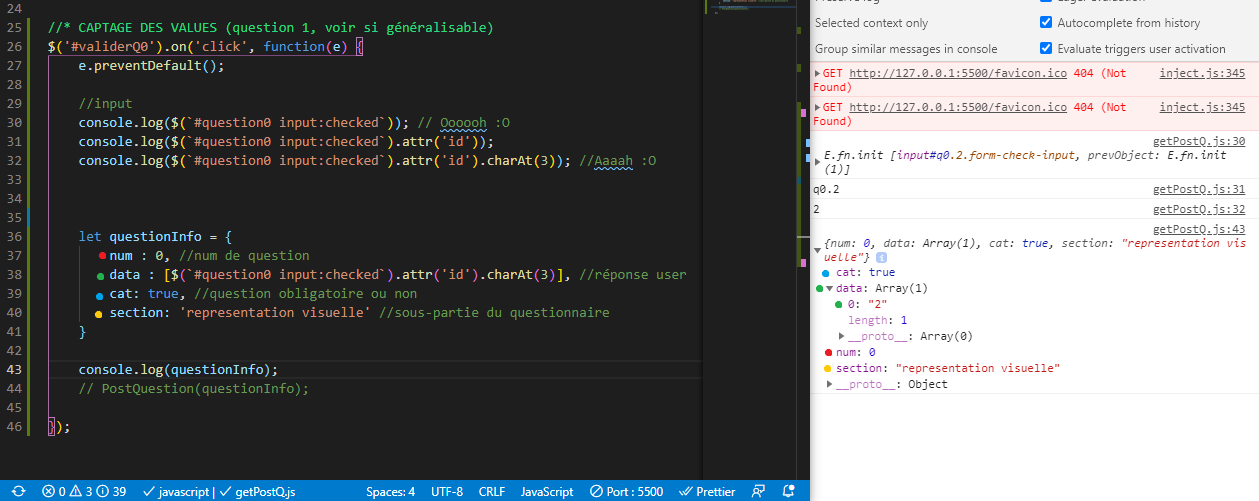 24
25 //* CAPTAGE DES VALUES (question 1, voir si généralisable)
26 $('#validerQ0').on('click', function(e) {
27 e.preventDefault();
28
29 //input
30 console.log($(`#question0 input:checked`)); // Oooooh :O
31 console.log($(`#question0 input:checked`).attr('id'));
32 console.log($(`#question0 input:checked`).attr('id').charAt(3)); //Aaaah :O
33
34
35
36 let questionInfo = {
37 num : 0, //num de question
38 data : [$(`#question0 input:checked`).attr('id').charAt(3)], //réponse user
39 cat: true, //question obligatoire ou non
40 section: 'representation visuelle' //sous-partie du questionnaire
41 }
42
43 console.log(questionInfo);
44 // PostQuestion(questionInfo);
45
46 });
0 3 39 javascript | getPostQ.js Spaces: 4 UTF-8 CRLF JavaScript Port : 5500 Prettier
Selected context only Autocomplete from history
Group similar messages in console Evaluate triggers user activation
GET http://127.0.0.1:5500/favicon.ico 404 (Not inject.js:345
Found)
GET http://127.0.0.1:5500/favicon.ico 404 (Not inject.js:345
Found)
getPostQ.js:30
E.fn.init [input#q0.2.form-check-input, prevObject: E.fn.init
(1)]
q0.2 getPostQ.js:31
2 getPostQ.js:32
getPostQ.js:43
{num: 0, data: Array(1), cat: true, section: "representation vis
uelle"} i
cat: true
data: Array(1)
0: "2"
length: 1
__proto__: Array(0)
num: 0
section: "representation visuelle"
__proto__: Object